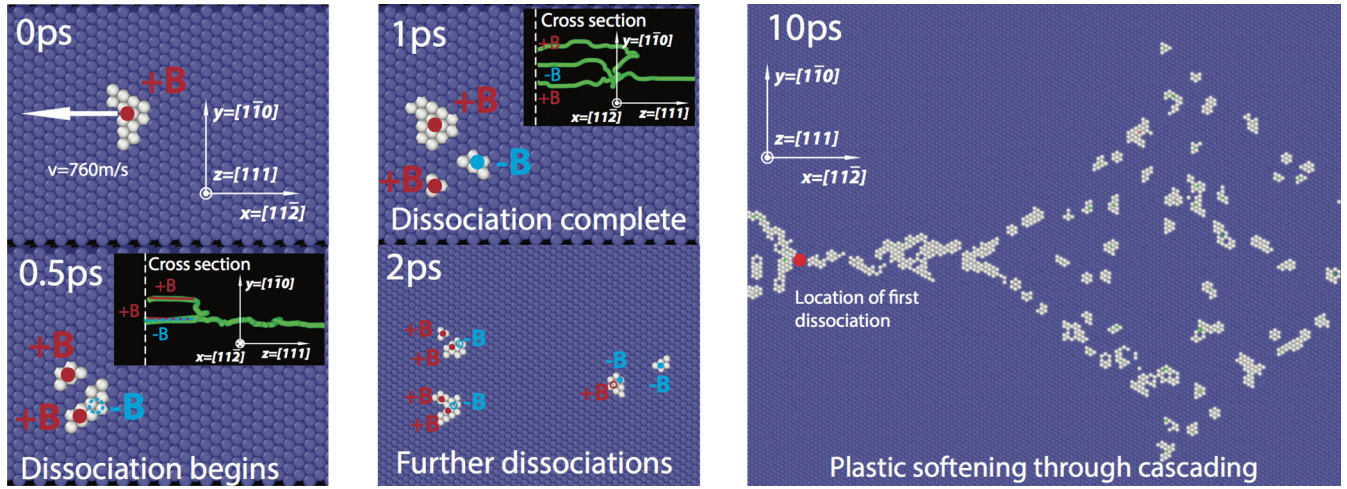 0ps
+B
v=760m/s
y=[11̄0]
z=[111]
x=[112̄]
0.5ps
Cross section
y=[11̄0]
+B
+B
-B
x=[112̄]
z=[111]
+B
+B
-B
Dissociation begins
1ps
Cross section
y=[11̄0]
+B
-B
+B
x=[112̄]
z=[111]
+B
-B
+B
Dissociation complete
2ps
+B
-B
+B
-B
+B
-B
+B
-B
+B
+B
-B
Further dissociations
10ps
y=[11̄0]
z=[111]
x=[112̄]
Location of first
dissociation
Plastic softening through cascading